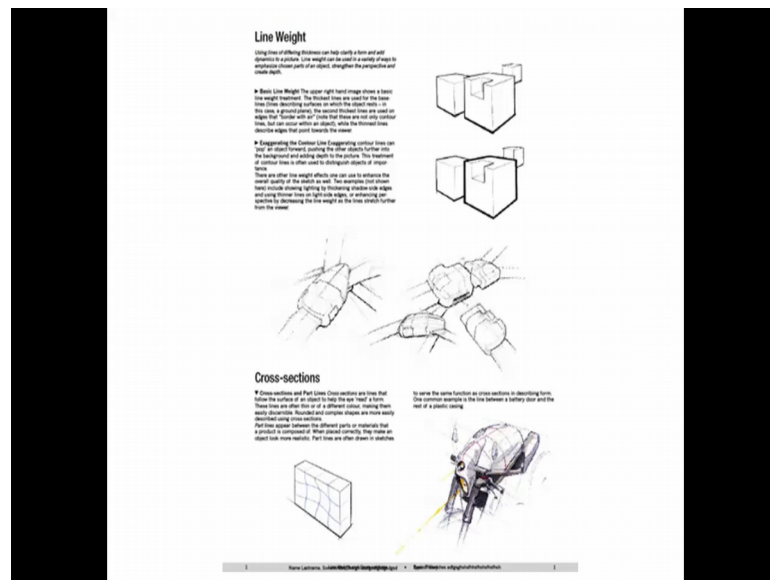 Line Weight
Using lines of differing thickness can help clarify a form and add
dynamics to a picture. Line weight can be used in a variety of ways to
emphasize chosen parts of an object, strengthen the perspective and
create depth.
▶ Basic Line Weight The upper right hand image shows a basic
line weight treatment. The thickest lines are used for the base-
lines (lines describing surfaces on which the object rests – in
this case, a ground plane), the second thickest lines are used on
edges that "border with air" (note that these are not only contour
lines, but can occur within an object), while the thinnest lines
describe edges that point towards the viewer.
▶ Exaggerating the Contour Line Exaggerating contour lines can
'pop' an object forward, pushing the other objects further into
the background and adding depth to the picture. This treatment
of contour lines is often used to distinguish objects of impor
tance.
There are other line weight effects one can use to enhance the
overall quality of the sketch as well. Two examples (not shown
here) include showing lighting by thickening shadow-side edges
and using thinner lines on light-side edges, or enhancing per
spective by decreasing the line weight as the lines stretch further
from the viewer.
Cross-sections
▼ Cross-sections and Part Lines Cross-sections are lines that
follow the surface of an object to help the eye 'read' a form.
These lines are often thin or of a different colour, making them
easily discernible. Rounded and complex shapes are more easily
described using cross-sections.
Part lines appear between the different parts or materials that
a product is composed of. When placed correctly, they make an
object look more realistic. Part lines are often drawn in sketches
to serve the same function as cross-sections in describing form.
One common example is the line between a battery door and the
rest of a plastic casing.